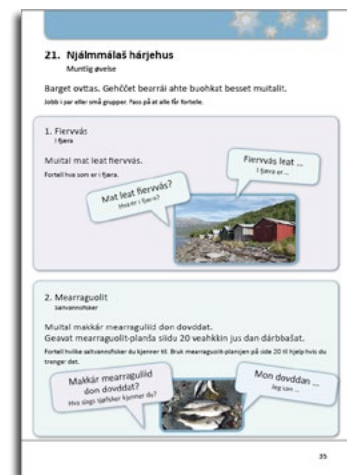 21. Njálmmálaš hárjehus
Muntlig øvelse
Barget ovttas. Gehččet bearrái ahte buohkat besset muitalit.
Jobb i par eller små grupper. Pass på at alle får fortelle.
1. Fiervvás
I fjæra
Muital mat leat fiervvás.
Fortell hva som er i fjæra.
Mat leat fiervvás?
Hva er i fjæra?
Fiervvás leat ...
I fjæra er ...
2. Mearraguolit
Saltvannsfisker
Muital makkár mearraguliid don dovddat.
Geavat mearraguolit-plánša siidu 20 veahkkin jus dan dárbbašat.
Fortell hvilke saltvannsfisker du kjenner til. Bruk mearraguolit-plansjen på side 20 til hjelp hvis du
trenger det.
Makkár mearraguliid
don dovddat?
Hva slags sjøfisker kjenner du?
Mon dovddan ...
Jeg kan ...
35